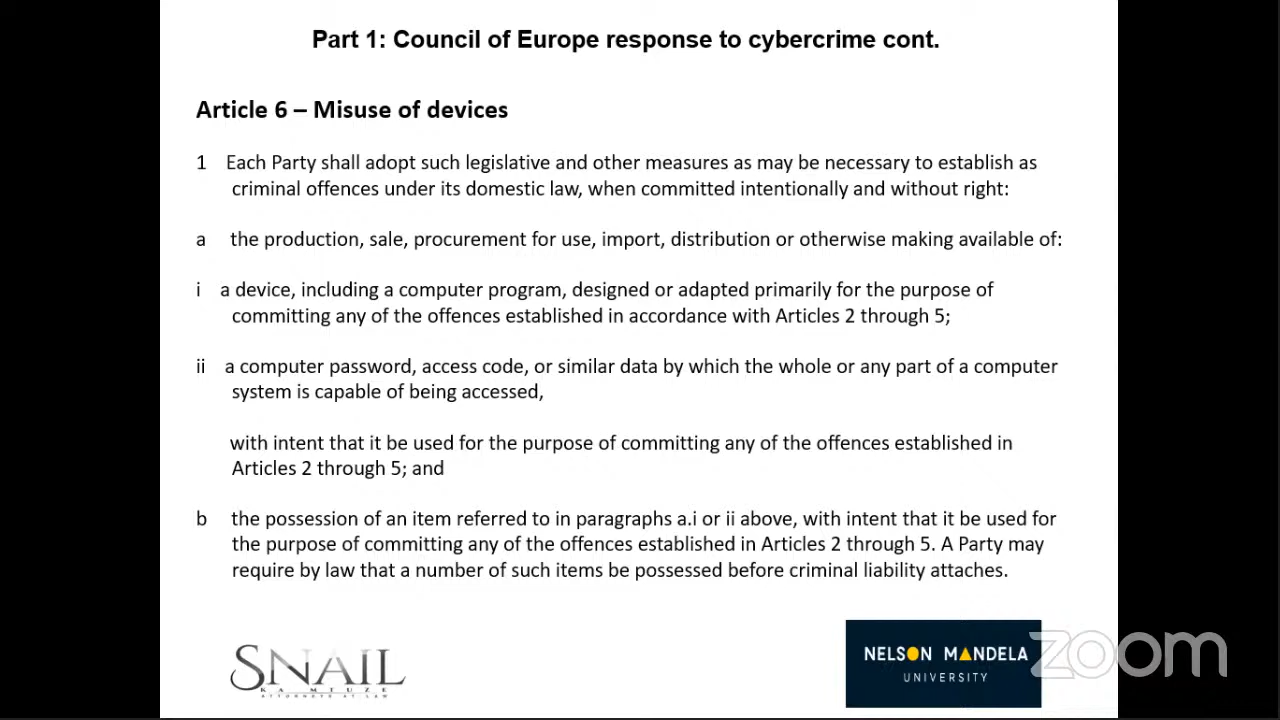 Part 1: Council of Europe response to cybercrime cont.
Article 6 – Misuse of devices
1 Each Party shall adopt such legislative and other measures as may be necessary to establish as
criminal offences under its domestic law, when committed intentionally and without right:
a the production, sale, procurement for use, import, distribution or otherwise making available of:
i a device, including a computer program, designed or adapted primarily for the purpose of
committing any of the offences established in accordance with Articles 2 through 5;
ii a computer password, access code, or similar data by which the whole or any part of a computer
system is capable of being accessed,
with intent that it be used for the purpose of committing any of the offences established in
Articles 2 through 5; and
b the possession of an item referred to in paragraphs a.i or ii above, with intent that it be used for
the purpose of committing any of the offences established in Articles 2 through 5. A Party may
require by law that a number of such items be possessed before criminal liability attaches.
SNAIL
ATTORNEYS AT LAW
NELSON MANDELA
UNIVERSITY
zoom